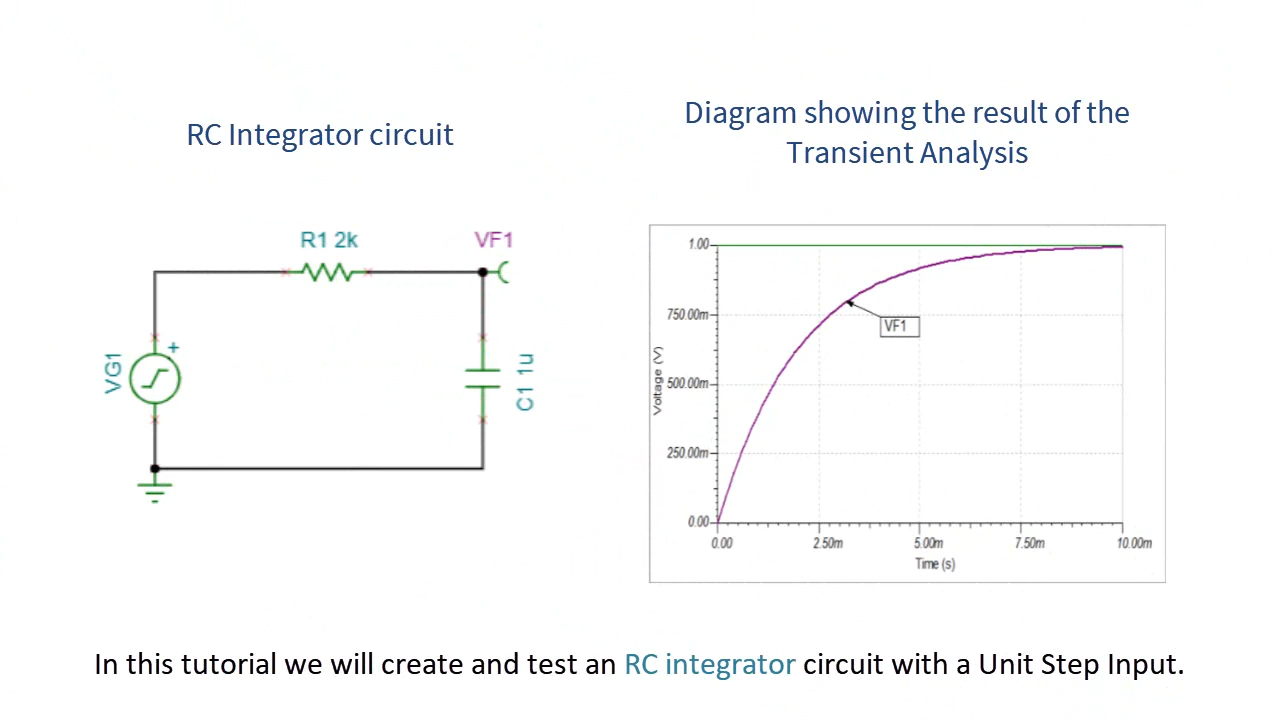 RC Integrator circuit
Diagram showing the result of the
Transient Analysis
R1 2k
VF1
VG1
+
C1 1u
1.00
750.00m
500.00m
250.00m
0.00
Voltage (V)
VF1
0.00
2.50m
5.00m
7.50m
10.00m
Time (s)
In this tutorial we will create and test an RC integrator circuit with a Unit Step Input.